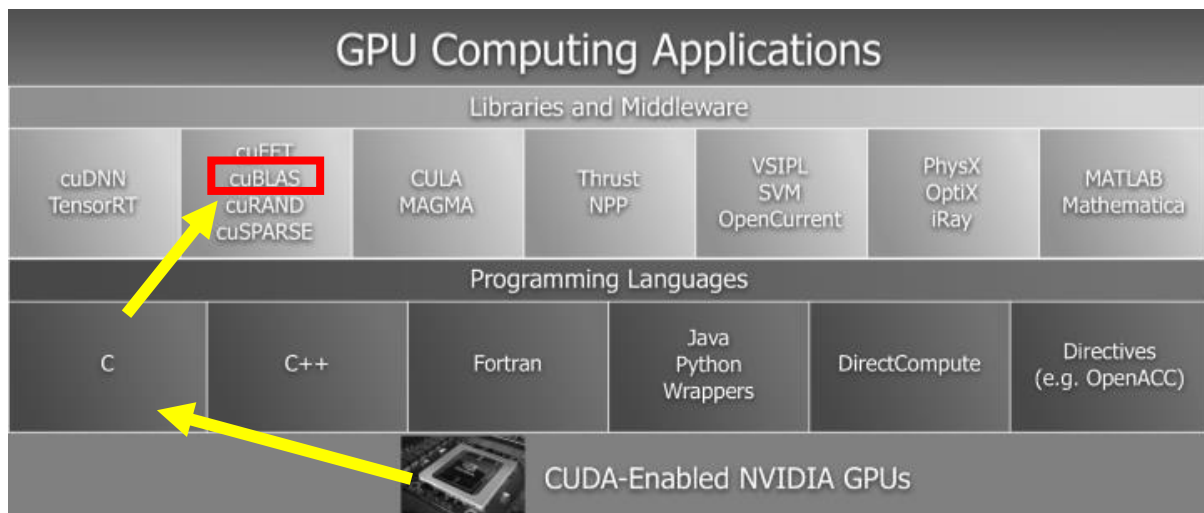 GPU Computing Applications
Libraries and Middleware
cuDNN
TensorRT
cuFFT
cuBLAS
cuRAND
cuSPARSE
CULA
MAGMA
Thrust
NPP
VSIPL
SVM
OpenCurrent
PhysX
OptiX
iRay
MATLAB
Mathematica
Programming Languages
C
C++
Fortran
Java
Python
Wrappers
DirectCompute
Directives
(e.g. OpenACC)
CUDA-Enabled NVIDIA GPUs